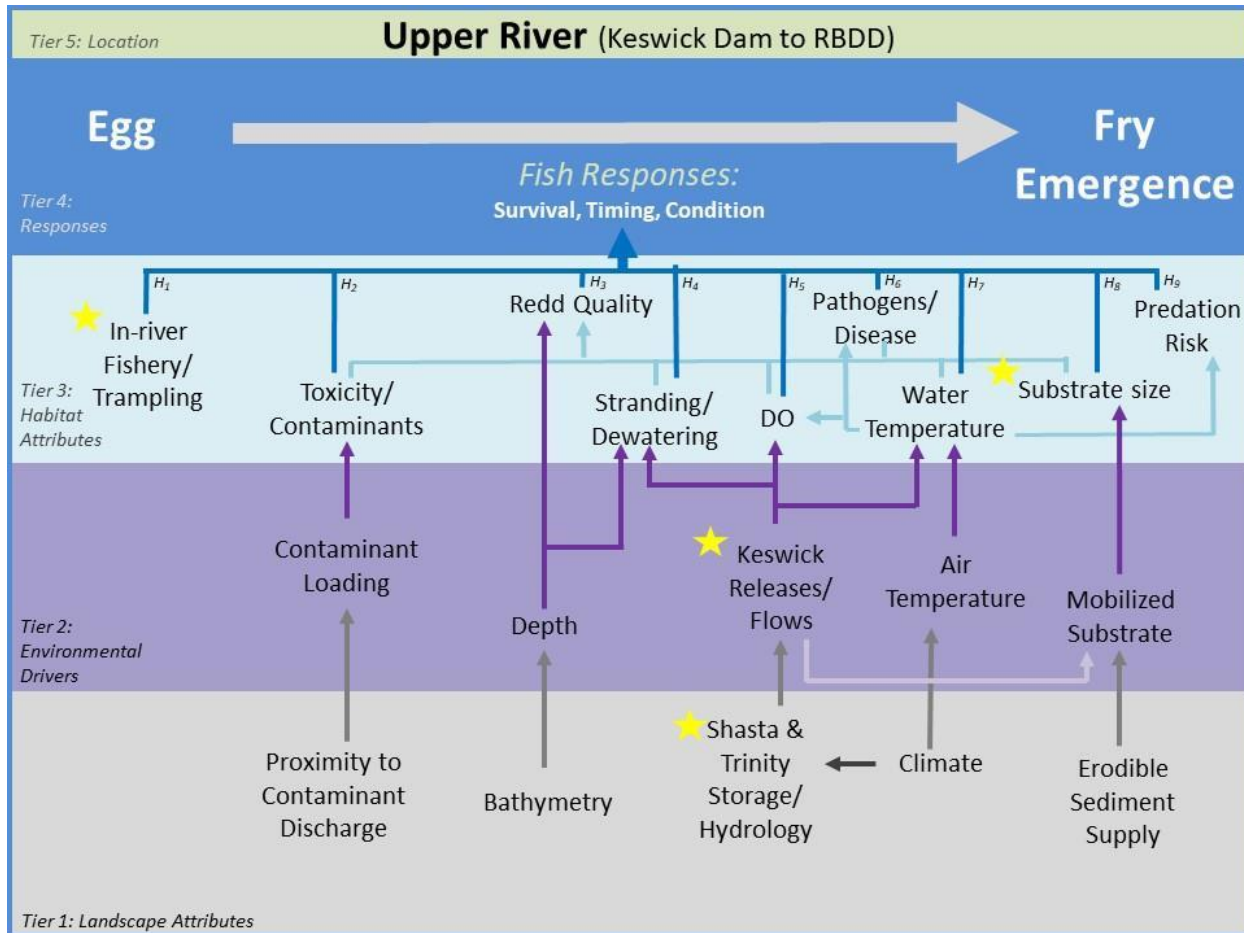 Tier 5: Location
Upper River (Keswick Dam to RBDD)
Egg
Fry
Emergence
Fish Responses:
Survival, Timing, Condition
Tier 4:
Responses
H1
H2
H3
H4
H5
H6
H7
H8
H9
In-river
Fishery/
Trampling
Toxicity/
Contaminants
Redd Quality
Stranding/
Dewatering
DO
Pathogens/
Disease
Water
Temperature
Substrate size
Predation
Risk
Tier 3:
Habitat
Attributes
Contaminant
Loading
Depth
Keswick
Releases/
Flows
Air
Temperature
Mobilized
Substrate
Tier 2:
Environmental
Drivers
Proximity to
Contaminant
Discharge
Bathymetry
Shasta &
Trinity
Storage/
Hydrology
Climate
Erodible
Sediment
Supply
Tier 1: Landscape Attributes